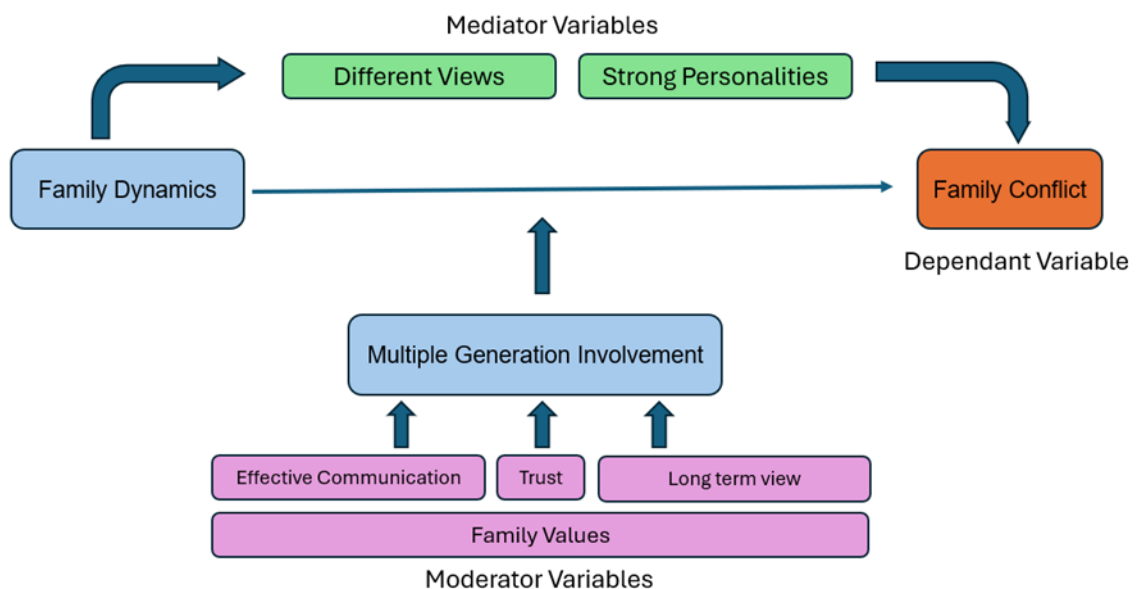 Mediator Variables
Different Views
Strong Personalities
Family Dynamics
Family Conflict
Dependant Variable
Multiple Generation Involvement
Effective Communication
Trust
Long term view
Family Values
Moderator Variables